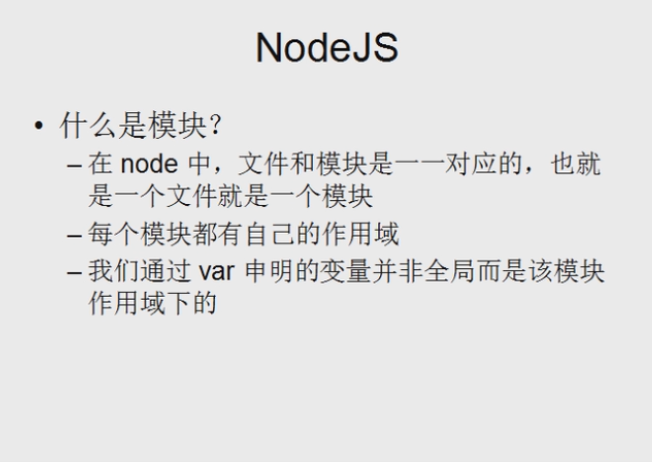 NodeJS
• 什么是模块?
– 在 node 中，文件和模块是一一对应的，也就
是一个文件就是一个模块
– 每个模块都有自己的作用域
– 我们通过 var 申明的变量并非全局而是该模块
作用域下的